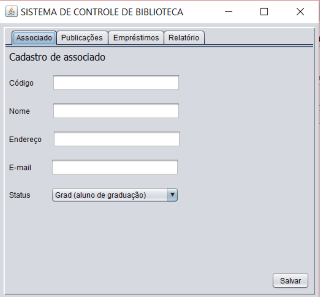 SISTEMA DE CONTROLE DE BIBLIOTECA
Associado Publicações Empréstimos Relatório
Cadastro de associado
Código
Nome
Endereço
E-mail
Status Grad (aluno de graduação)
Salvar